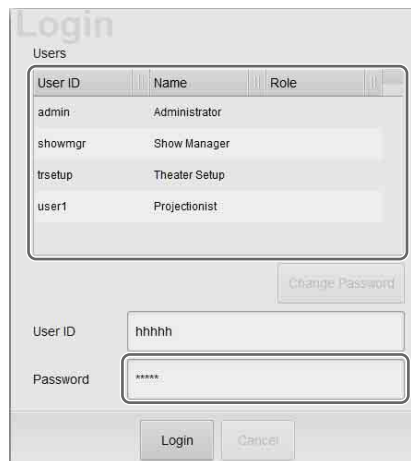 Login
Users
User ID Name Role
admin Administrator
showmgr Show Manager
trsetup Theater Setup
user1 Projectionist
Change Password
User ID hhhhh
Password *****
Login Cancel